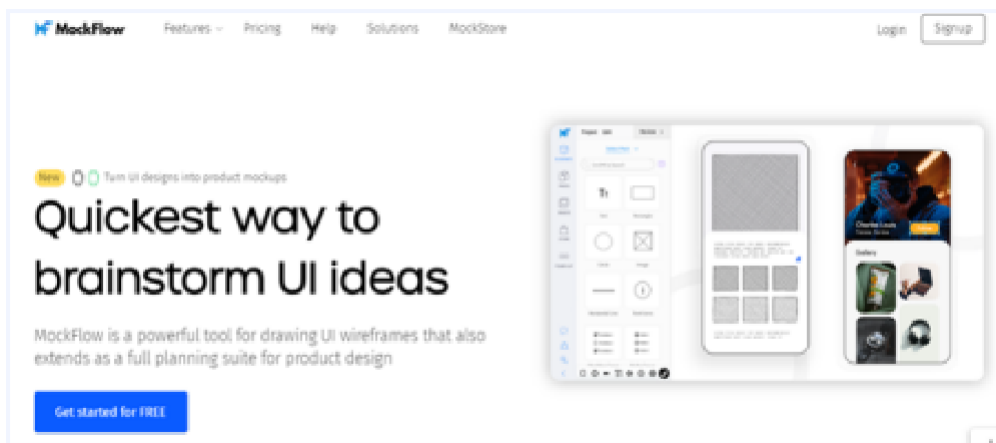 MockFlow Features Pricing Help Solutions MockStore Login Signup
New Turn UI designs into product mockups
Quickest way to
brainstorm UI ideas
MockFlow is a powerful tool for drawing UI wireframes that also
extends as a full planning suite for product design
Get started for FREE
Charles Louis
Gallery